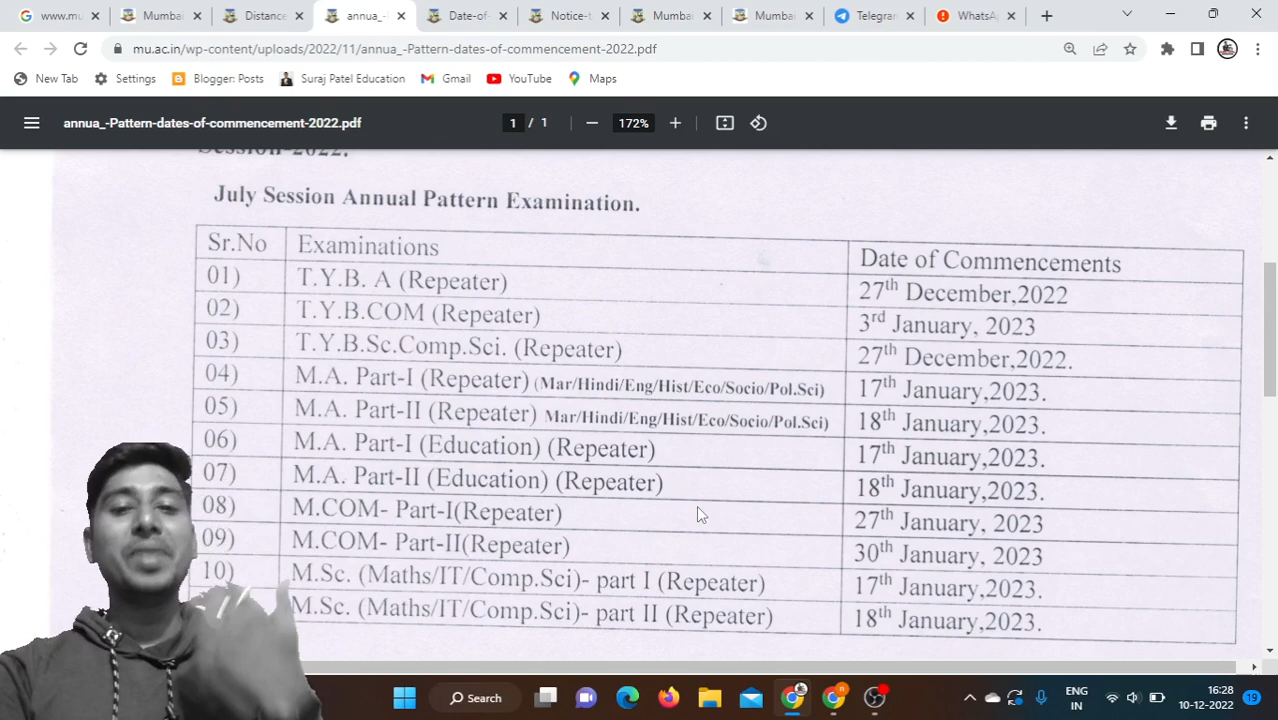 www.mu
Mumbai
Distance
annua_-
Date-of-
Notice-t
Mumbai
Mumbai
Telegran
WhatsA
mu.ac.in/wp-content/uploads/2022/11/annua_-Pattern-dates-of-commencement-2022.pdf
New Tab
Settings
Blogger: Posts
Suraj Patel Education
Gmail
YouTube
Maps
annua_-Pattern-dates-of-commencement-2022.pdf
1 / 1
172%
Session-2022.
July Session Annual Pattern Examination.
Sr.No Examinations Date of Commencements
01) T.Y.B. A (Repeater) 27th December,2022
02) T.Y.B.COM (Repeater) 3rd January, 2023
03) T.Y.B.Sc.Comp.Sci. (Repeater) 27th December,2022.
04) M.A. Part-I (Repeater) (Mar/Hindi/Eng/Hist/Eco/Socio/Pol.Sci) 17th January,2023.
05) M.A. Part-II (Repeater) Mar/Hindi/Eng/Hist/Eco/Socio/Pol.Sci) 18th January,2023.
06) M.A. Part-I (Education) (Repeater) 17th January,2023.
07) M.A. Part-II (Education) (Repeater) 18th January,2023.
08) M.COM- Part-I(Repeater) 27th January, 2023
09) M.COM- Part-II(Repeater) 30th January, 2023
10) M.Sc. (Maths/IT/Comp.Sci)- part I (Repeater) 17th January,2023.
M.Sc. (Maths/IT/Comp.Sci)- part II (Repeater) 18th January,2023.
Search
ENG
IN
16:28
10-12-2022
19